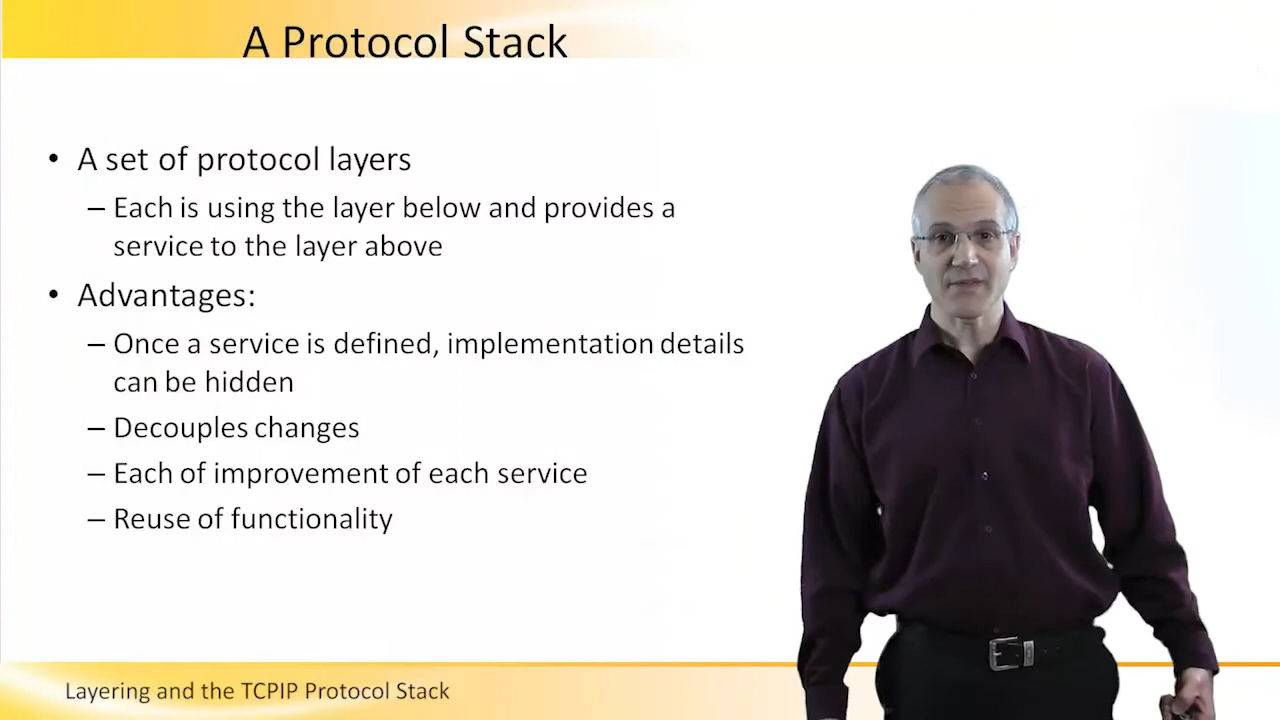 A Protocol Stack
• A set of protocol layers
– Each is using the layer below and provides a
service to the layer above
• Advantages:
– Once a service is defined, implementation details
can be hidden
– Decouples changes
– Each of improvement of each service
– Reuse of functionality
Layering and the TCPIP Protocol Stack